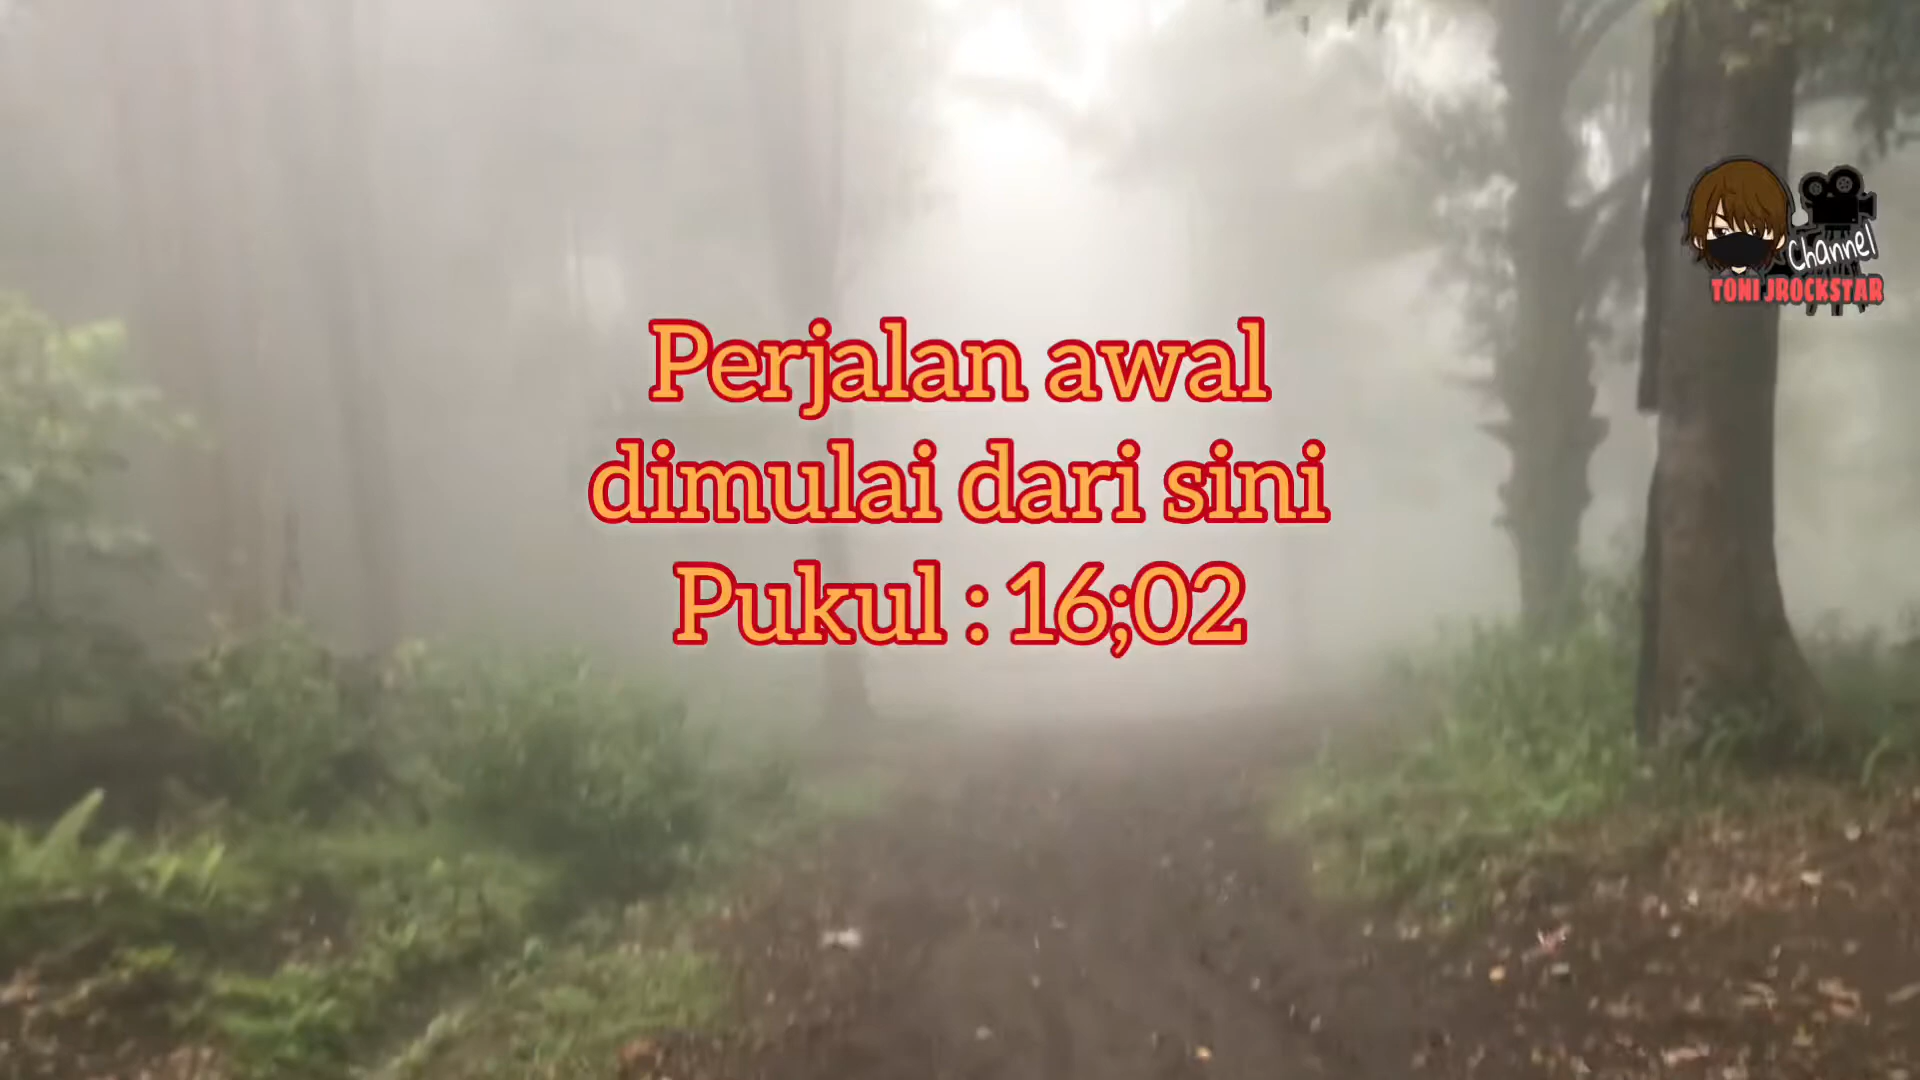 Perjalan awal
dimulai dari sini
Pukul : 16;02
Channel
TONI JROCKSTAR